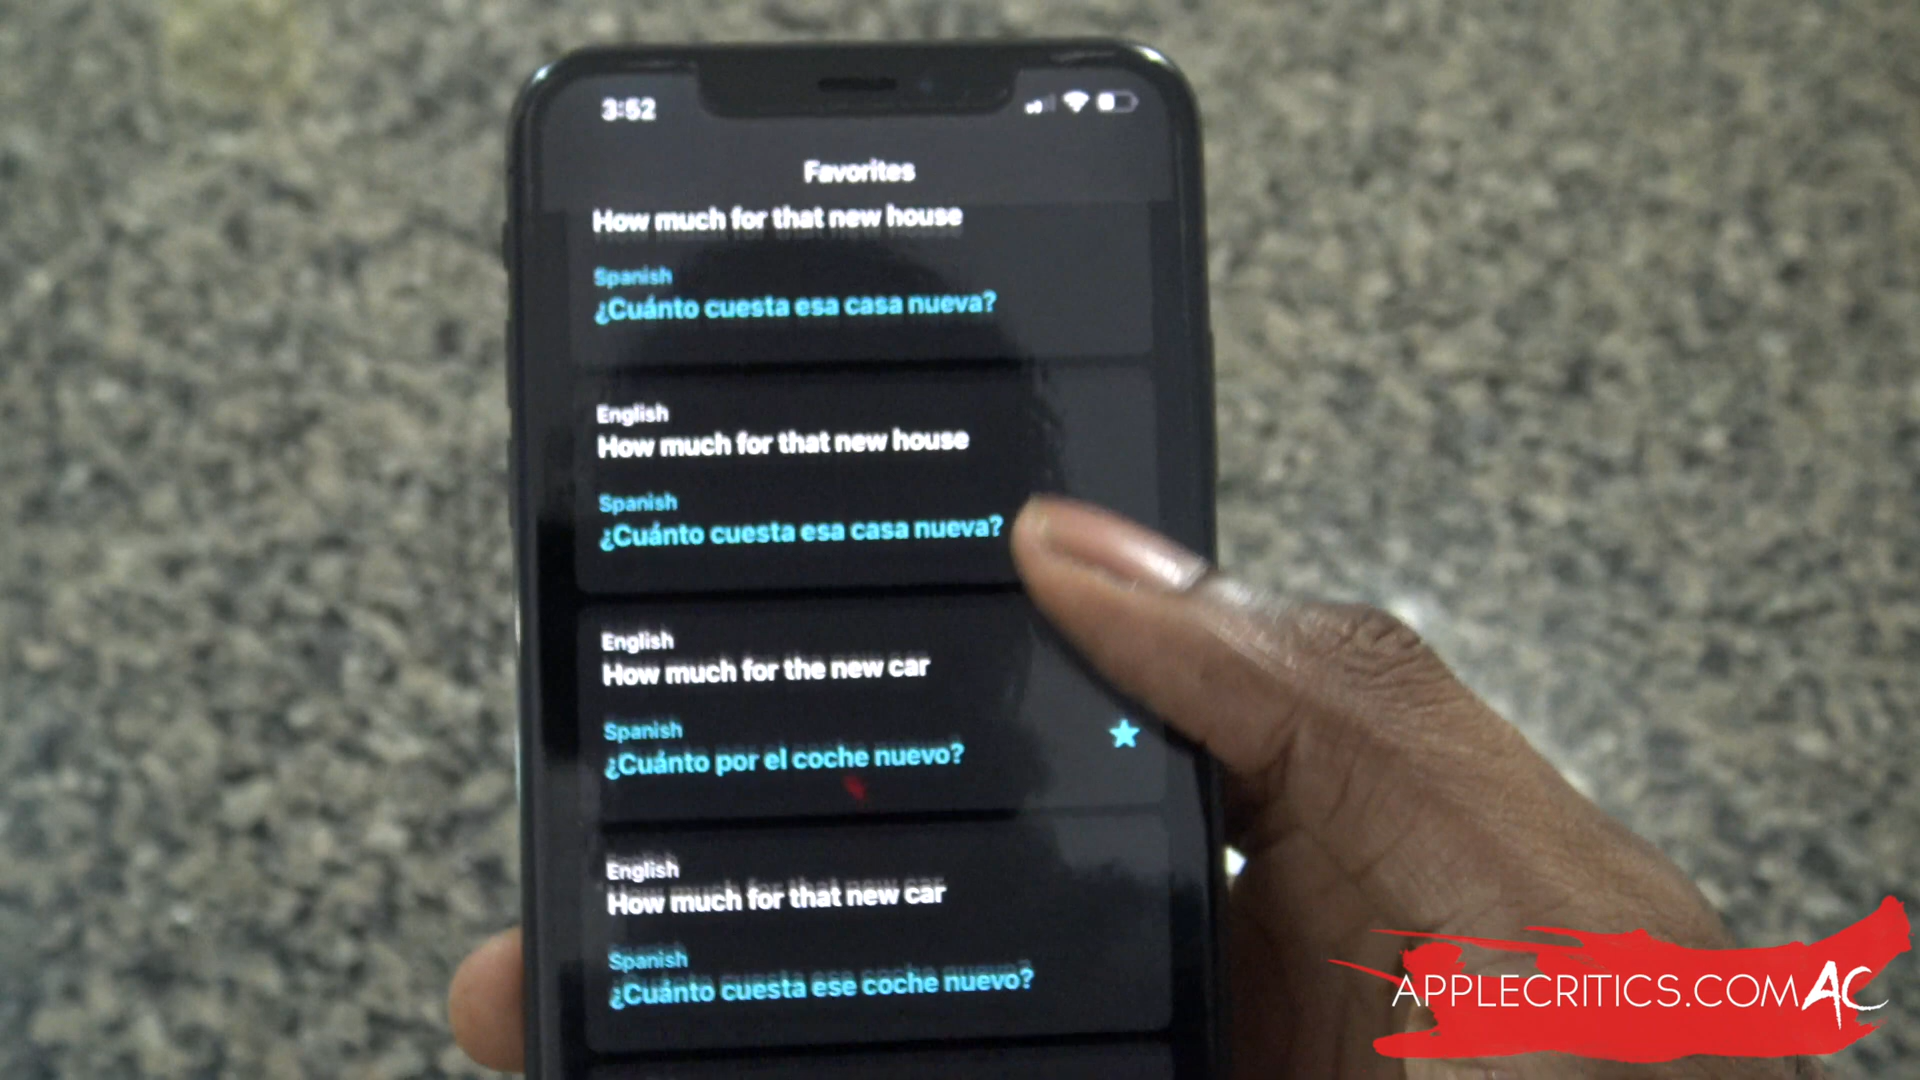 3:52
Favorites
How much for that new house
Spanish
¿Cuánto cuesta esa casa nueva?
English
How much for that new house
Spanish
¿Cuánto cuesta esa casa nueva?
English
How much for the new car
Spanish
¿Cuánto por el coche nuevo?
English
How much for that new car
Spanish
¿Cuánto cuesta ese coche nuevo?
APPLECRITICS.COM AC